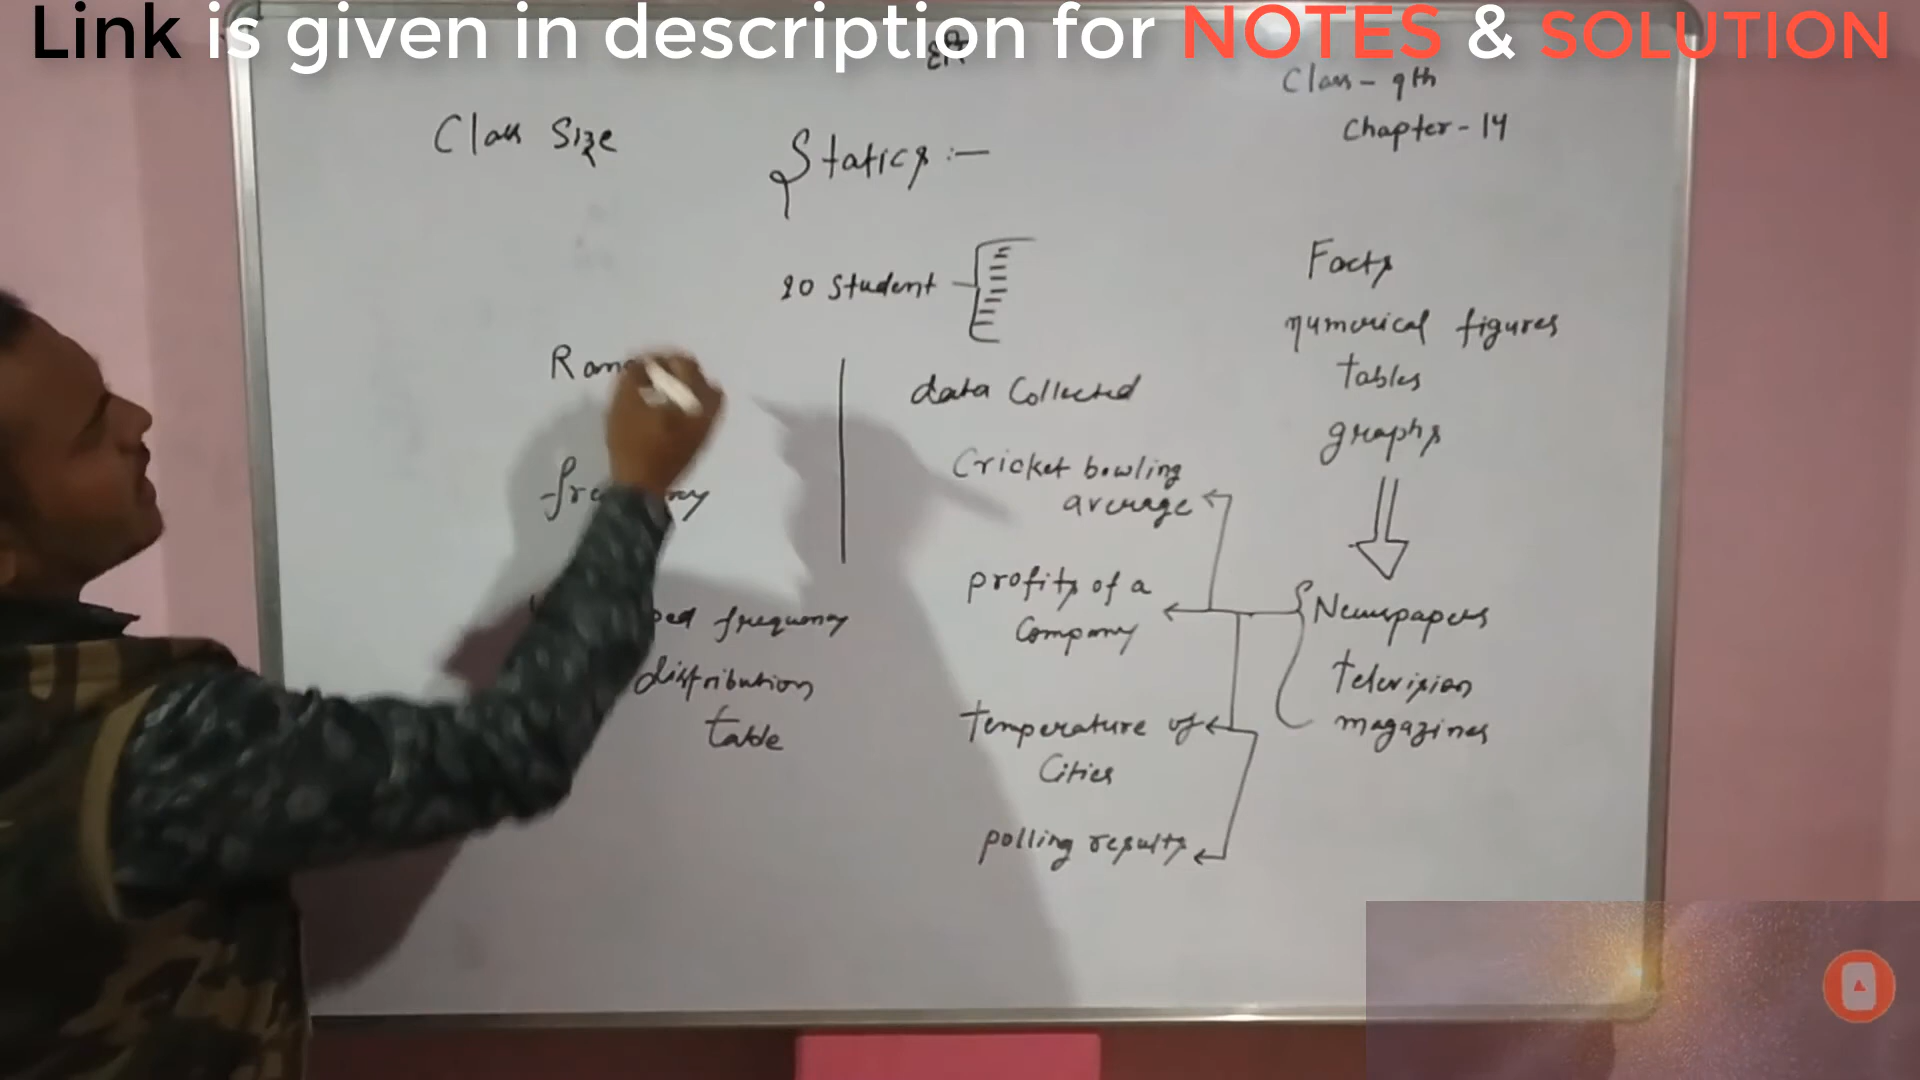 Link is given in description for NOTES & SOLUTION
Class - 9th
Chapter - 14
Class Size
Statics :-
20 Student
Facts
numerical figures
tables
graphs
data Collected
Cricket bowling
average
profits of a
Company
temperature of
Cities
polling results
Newspapers
television
magazines
frequency
distribution
table